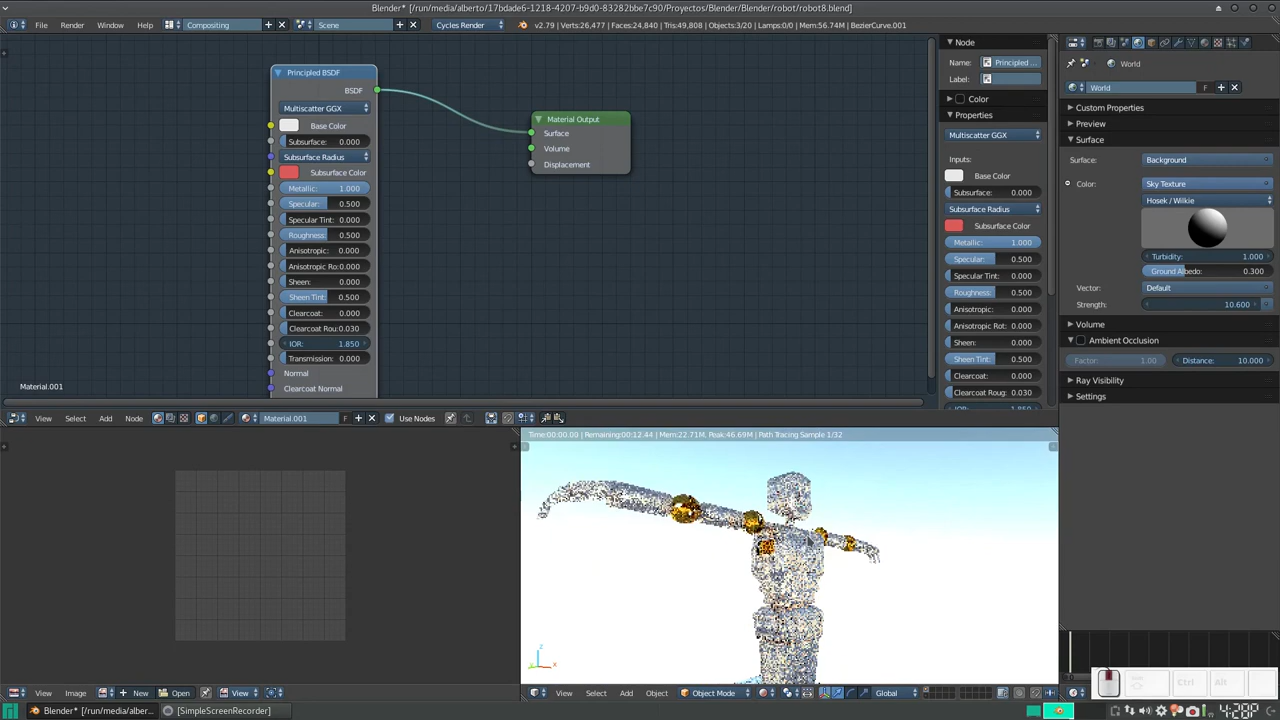 Blender* [/run/media/alberto/17bdade6-1218-4207-b9d0-83282bbe7c90/Proyectos/Blender/Blender/robot/robot8.blend]
File Render Window Help Compositing Scene Cycles Render v2.79 | Verts:26,477 | Faces:24,840 | Tris:49,808 | Objects:3/20 | Lamps:0/0 | Mem:56.74M | BezierCurve.001
Principled BSDF
BSDF
Multiscatter GGX
Base Color
Subsurface: 0.000
Subsurface Radius
Subsurface Color
Metallic: 1.000
Specular: 0.500
Specular Tint: 0.000
Roughness: 0.500
Anisotropic: 0.000
Anisotropic Ro:0.000
Sheen: 0.000
Sheen Tint: 0.500
Clearcoat: 0.000
Clearcoat Rou:0.030
IOR: 1.850
Transmission: 0.000
Normal
Clearcoat Normal
Material Output
Surface
Volume
Displacement
Material.001
Node
Name: Principled ...
Label:
Color
Properties
Multiscatter GGX
Inputs:
Base Color
Subsurface: 0.000
Subsurface Radius
Subsurface Color
Metallic: 1.000
Specular: 0.500
Specular Tint: 0.000
Roughness: 0.500
Anisotropic: 0.000
Anisotropic Rot: 0.000
Sheen: 0.000
Sheen Tint: 0.500
Clearcoat: 0.000
Clearcoat Roug: 0.030
IOR: 1.850
World
World F
Custom Properties
Preview
Surface
Surface: Background
Color: Sky Texture
Hosek / Wilkie
Turbidity: 1.000
Ground Albedo: 0.300
Vector: Default
Strength: 10.600
Volume
Ambient Occlusion
Factor: 1.00 Distance: 10.000
Ray Visibility
Settings
View Select Add Node Material.001 F Use Nodes
Time:00:00.00 | Remaining:00:12.44 | Mem:22.71M, Peak:46.69M | Path Tracing Sample 1/32
z
y x
View Image New Open View
View Select Add Object Object Mode Global
Ctrl Alt
Blender* [/run/media/alberto/17bdad... [SimpleScreenRecorder]